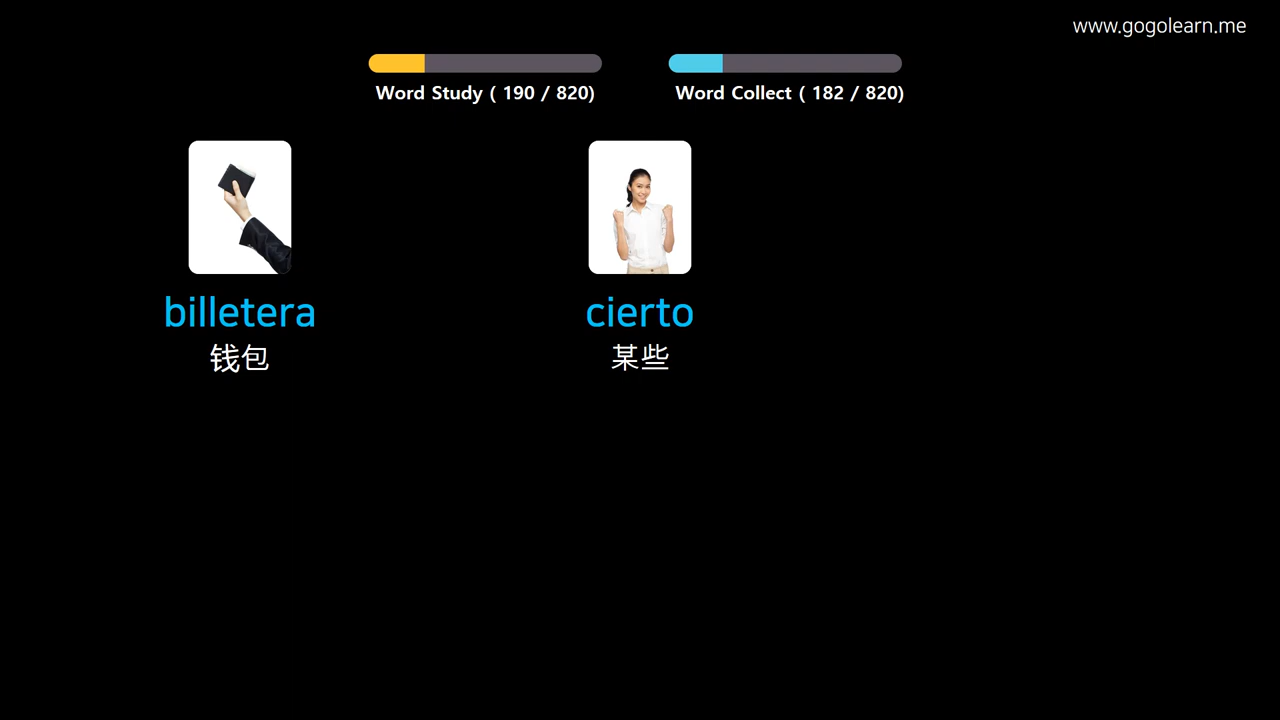 www.gogolearn.me
Word Study ( 190 / 820)
Word Collect ( 182 / 820)
billetera
钱包
cierto
某些